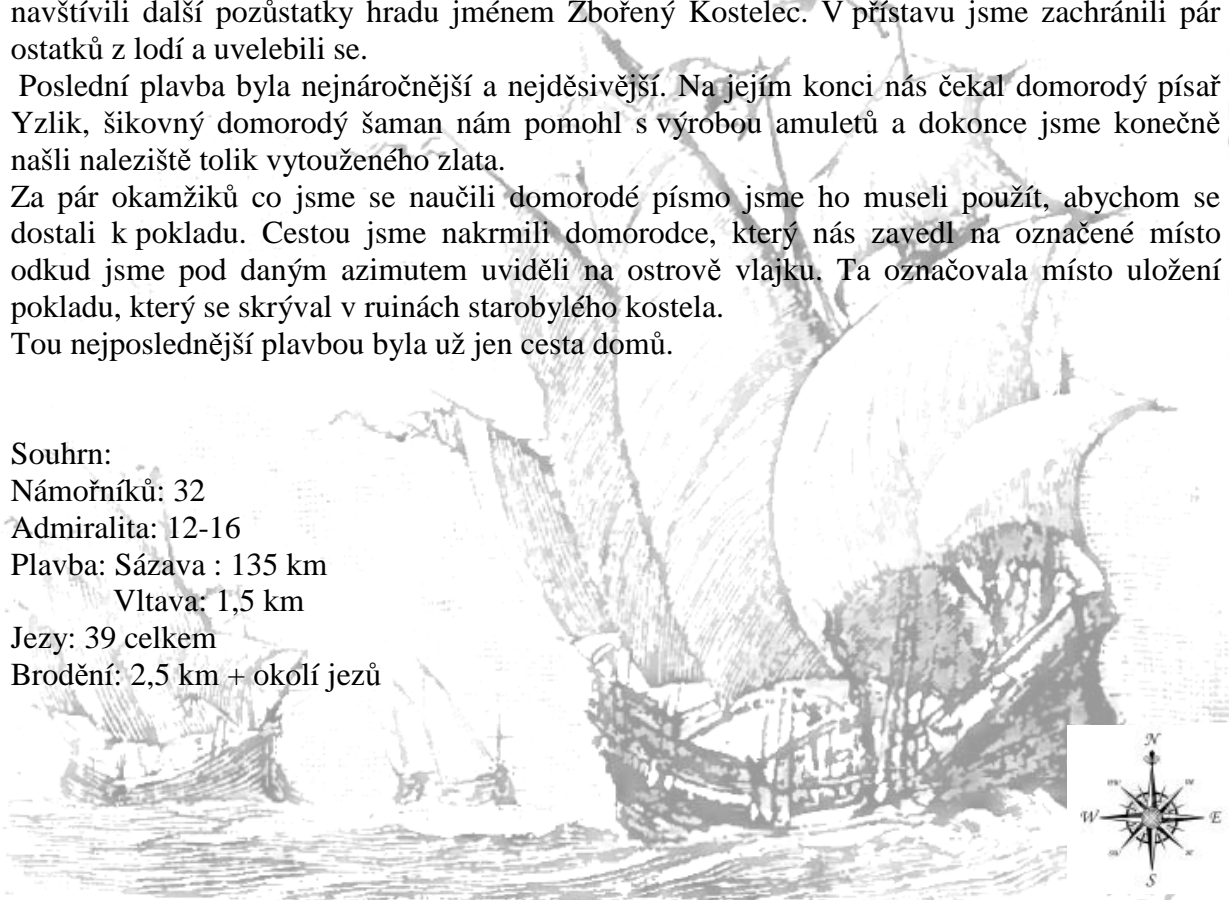 navštívili další pozůstatky hradu jménem Zbořený Kostelec. V přístavu jsme zachránili pár
ostatků z lodí a uvelebili se.
Poslední plavba byla nejnáročnější a nejděsivější. Na jejím konci nás čekal domorodý písař
Yzlik, šikovný domorodý šaman nám pomohl s výrobou amuletů a dokonce jsme konečně
našli naleziště tolik vytouženého zlata.
Za pár okamžiků co jsme se naučili domorodé písmo jsme ho museli použít, abychom se
dostali k pokladu. Cestou jsme nakrmili domorodce, který nás zavedl na označené místo
odkud jsme pod daným azimutem uviděli na ostrově vlajku. Ta označovala místo uložení
pokladu, který se skrýval v ruinách starobylého kostela.
Tou nejposlednější plavbou byla už jen cesta domů.
Souhrn:
Námořníků: 32
Admiralita: 12-16
Plavba: Sázava : 135 km
Vltava: 1,5 km
Jezy: 39 celkem
Brodění: 2,5 km + okolí jezů
N
W E
S